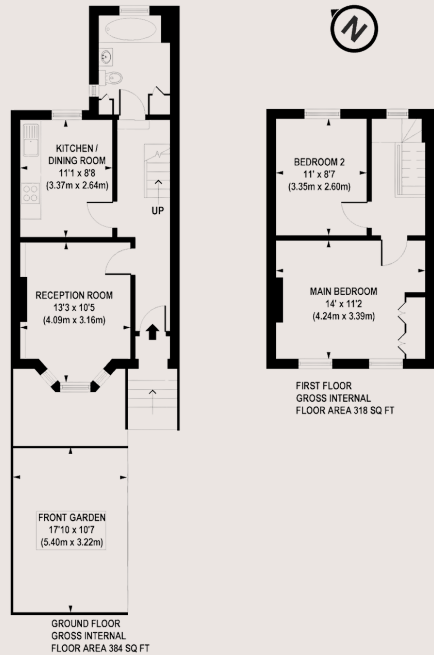 N
KITCHEN /
DINING ROOM
11'1 x 8'8
(3.37m x 2.64m)
UP
RECEPTION ROOM
13'3 x 10'5
(4.09m x 3.16m)
FRONT GARDEN
17'10 x 10'7
(5.40m x 3.22m)
GROUND FLOOR
GROSS INTERNAL
FLOOR AREA 384 SQ FT
BEDROOM 2
11' x 8'7
(3.35m x 2.60m)
MAIN BEDROOM
14' x 11'2
(4.24m x 3.39m)
FIRST FLOOR
GROSS INTERNAL
FLOOR AREA 318 SQ FT